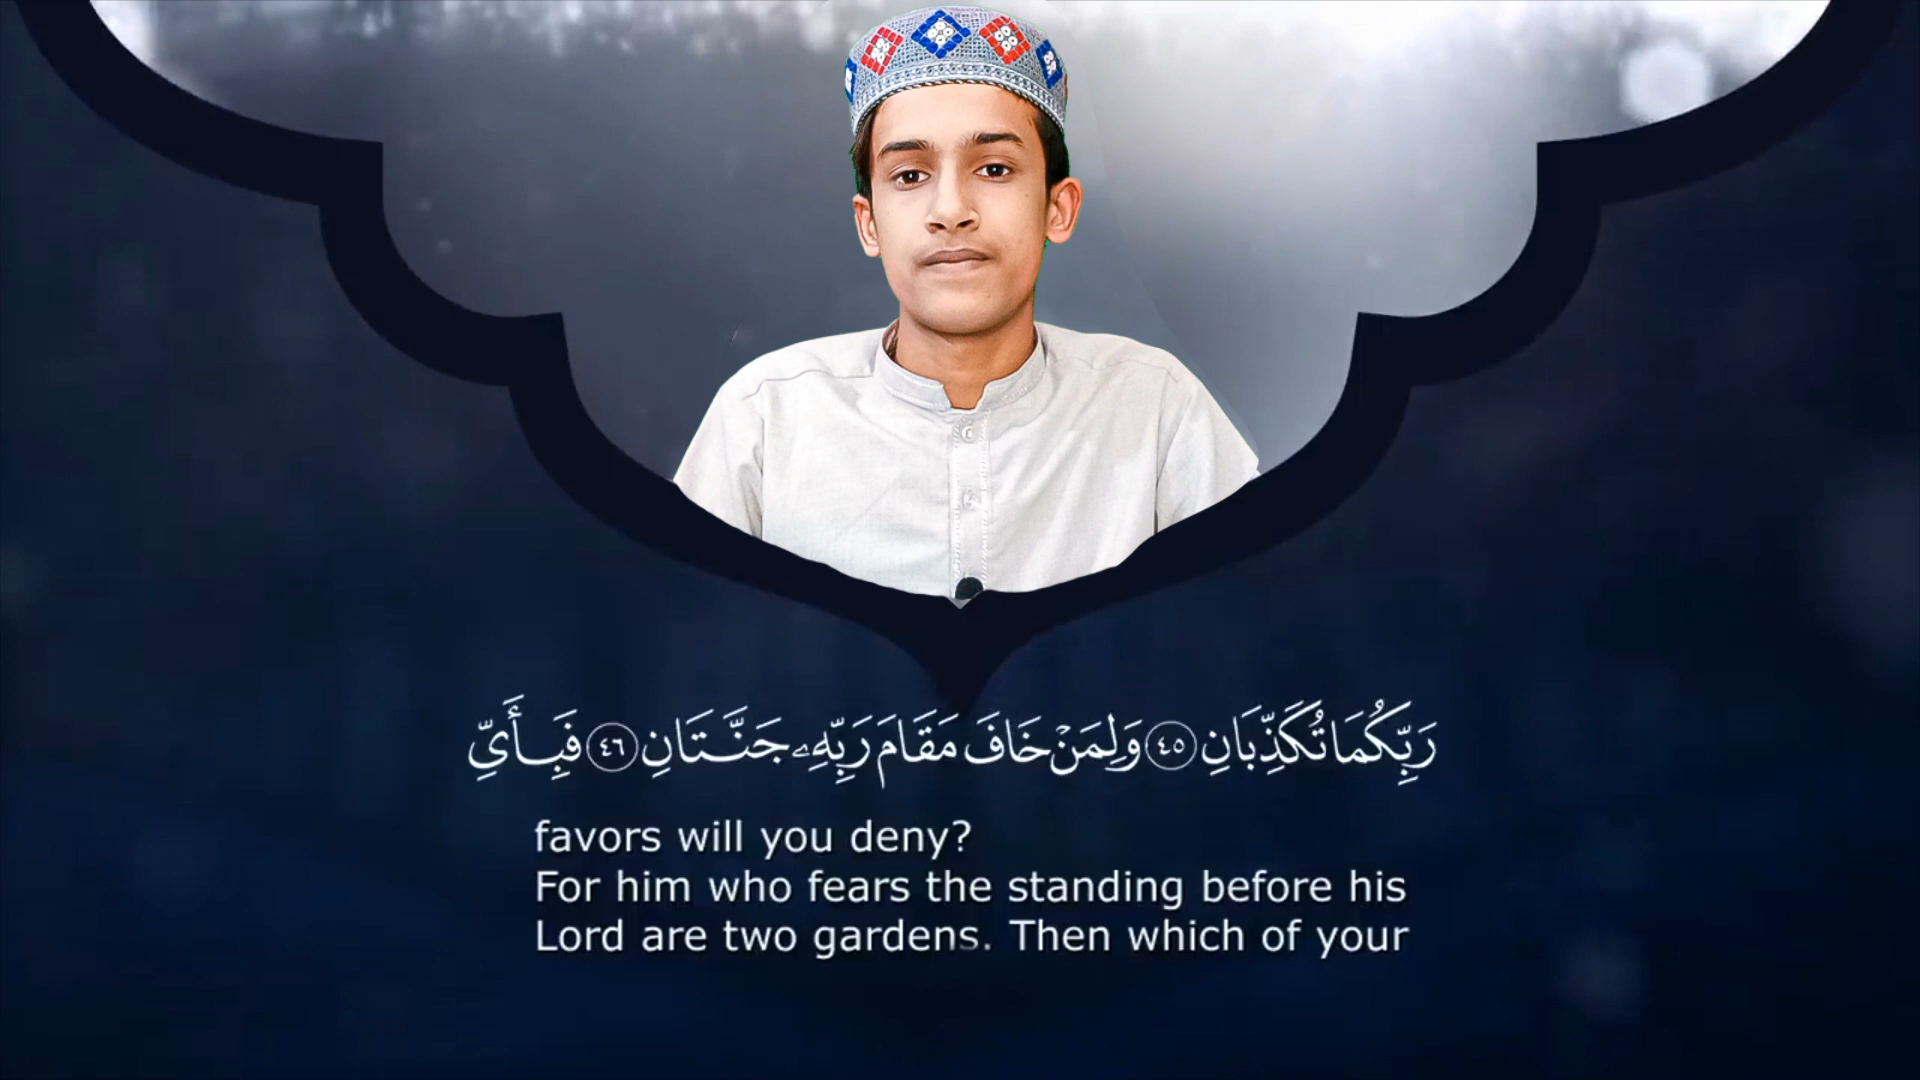 رَبِّكُمَا تُكَذِّبَانِ ٤٥ وَلِمَنْ خَافَ مَقَامَ رَبِّهِۦ جَنَّتَانِ ٤٦ فَبِأَيِّ
favors will you deny?
For him who fears the standing before his
Lord are two gardens. Then which of your